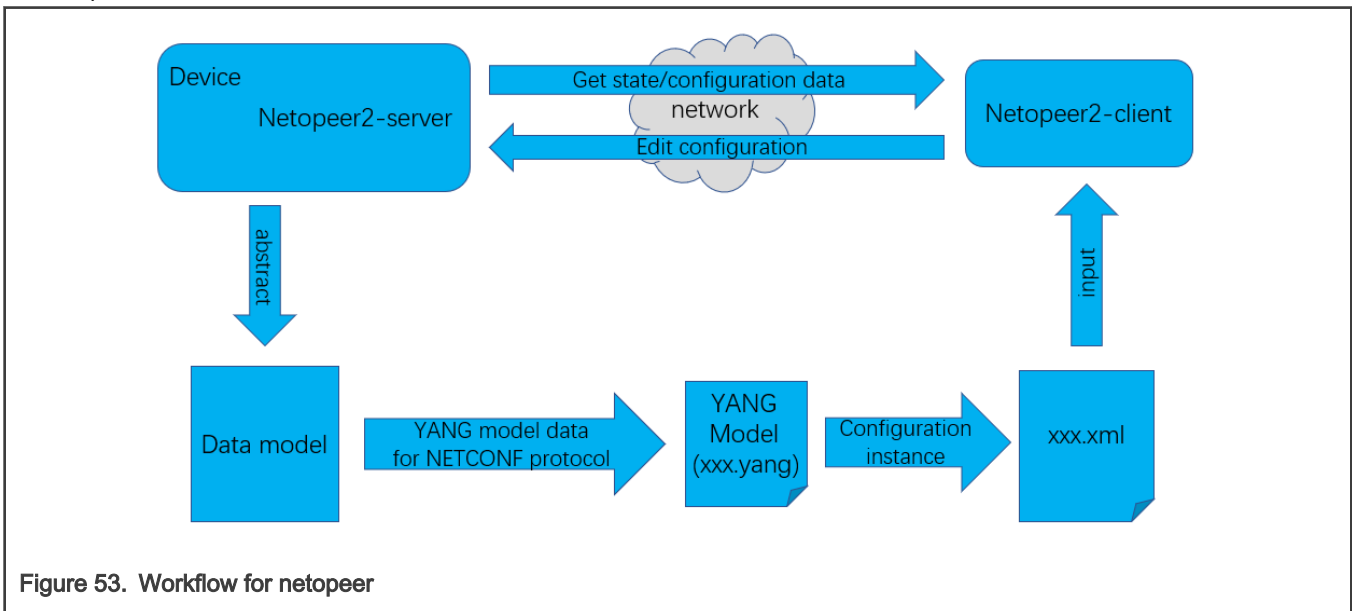 Device
Netopeer2-server
Get state/configuration data
network
Edit configuration
Netopeer2-client
abstract
input
Data model
YANG model data
for NETCONF protocol
YANG
Model
(xxx.yang)
Configuration
instance
xxx.xml
Figure 53. Workflow for netopeer